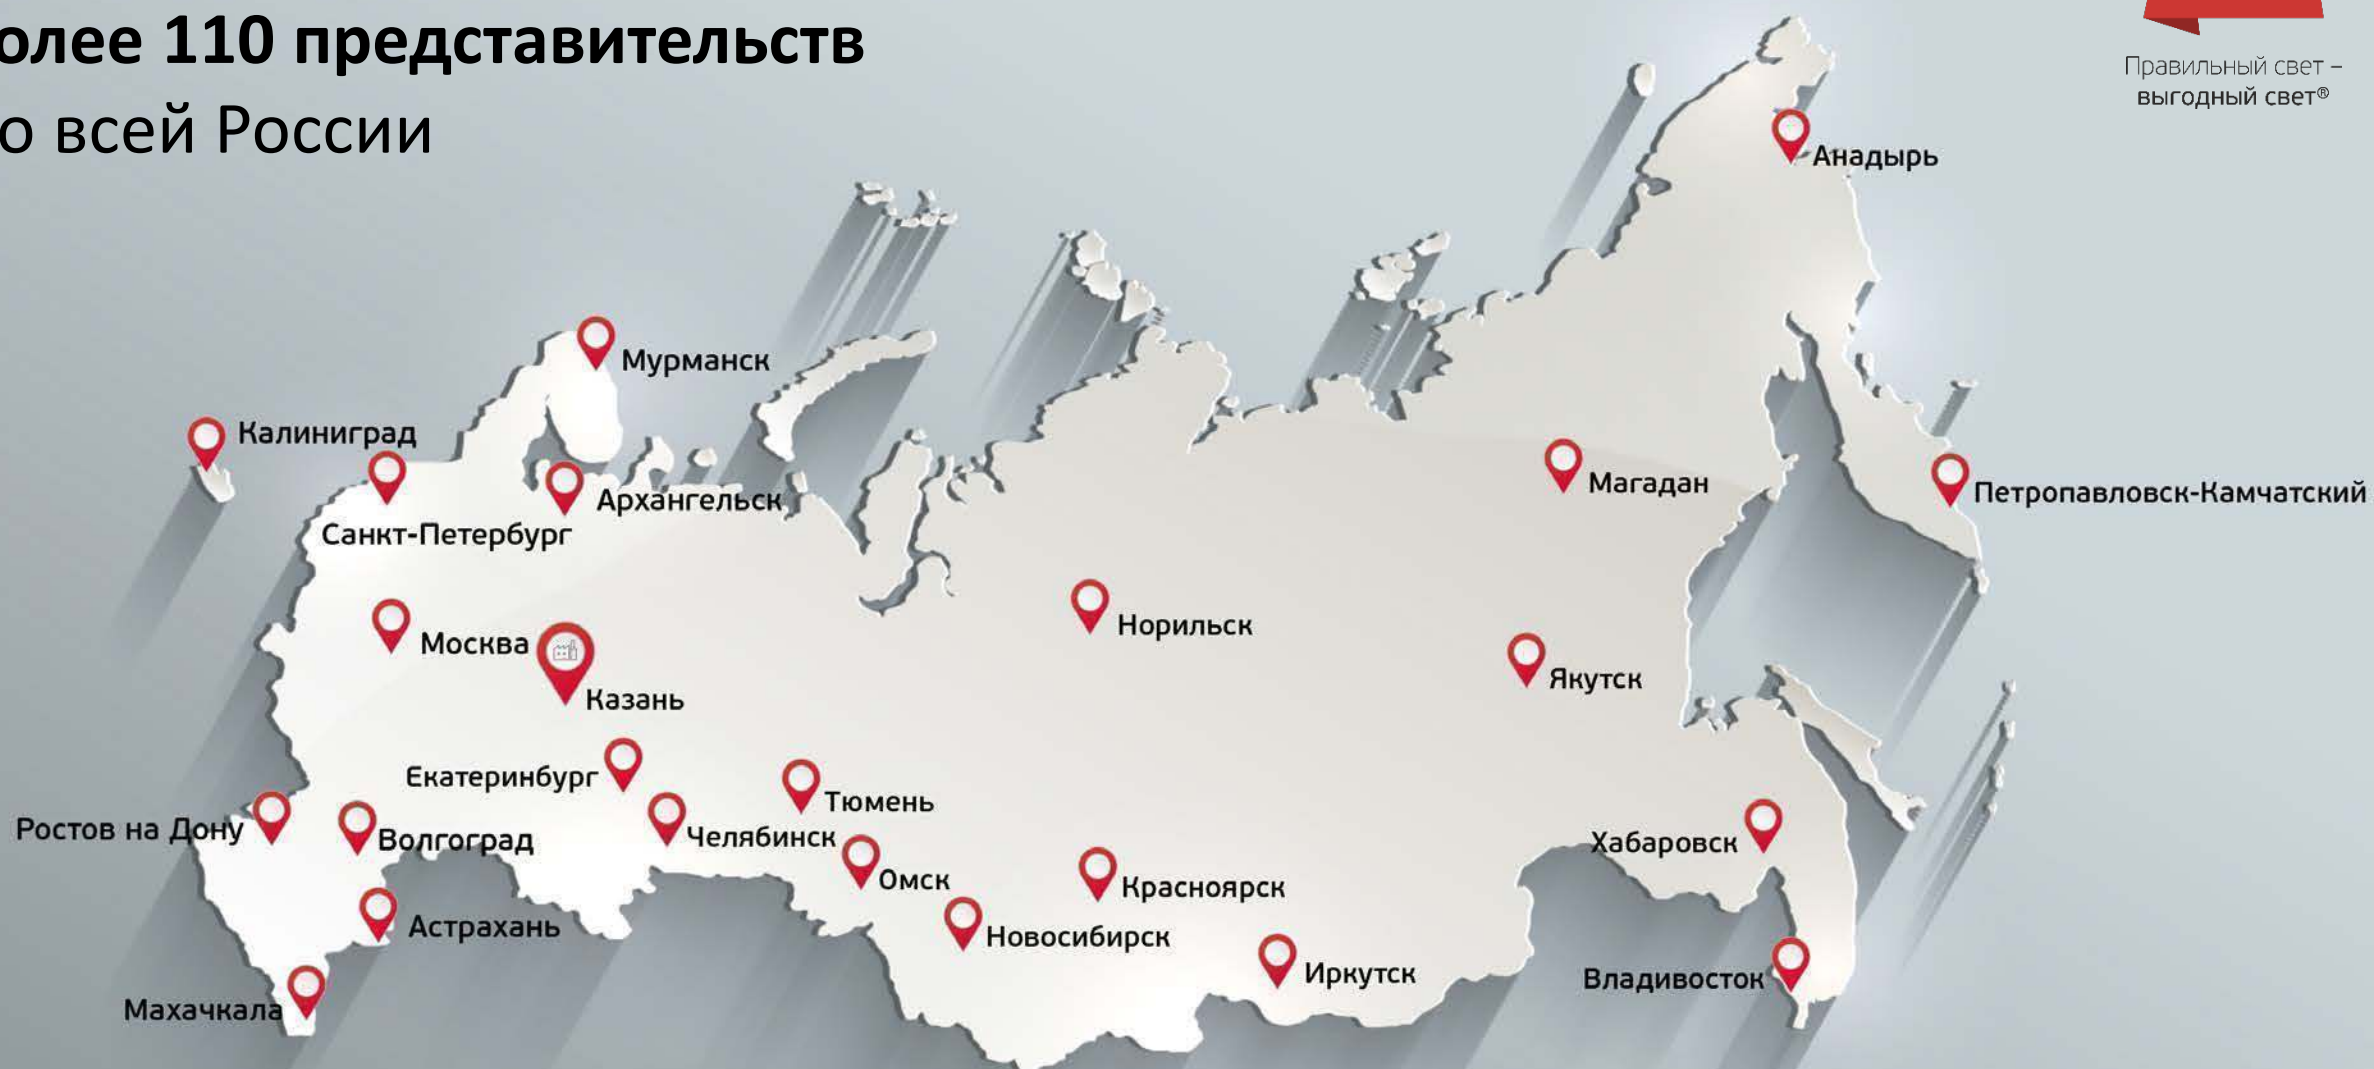 олее 110 представительств
о всей России
Правильный свет –
выгодный свет®
Анадырь
Мурманск
Калиниград
Архангельск
Санкт-Петербург
Магадан
Петропавловск-Камчатский
Норильск
Москва
Якутск
Казань
Екатеринбург
Тюмень
Ростов на Дону
Волгоград
Челябинск
Хабаровск
Омск
Красноярск
Астрахань
Новосибирск
Иркутск
Владивосток
Махачкала